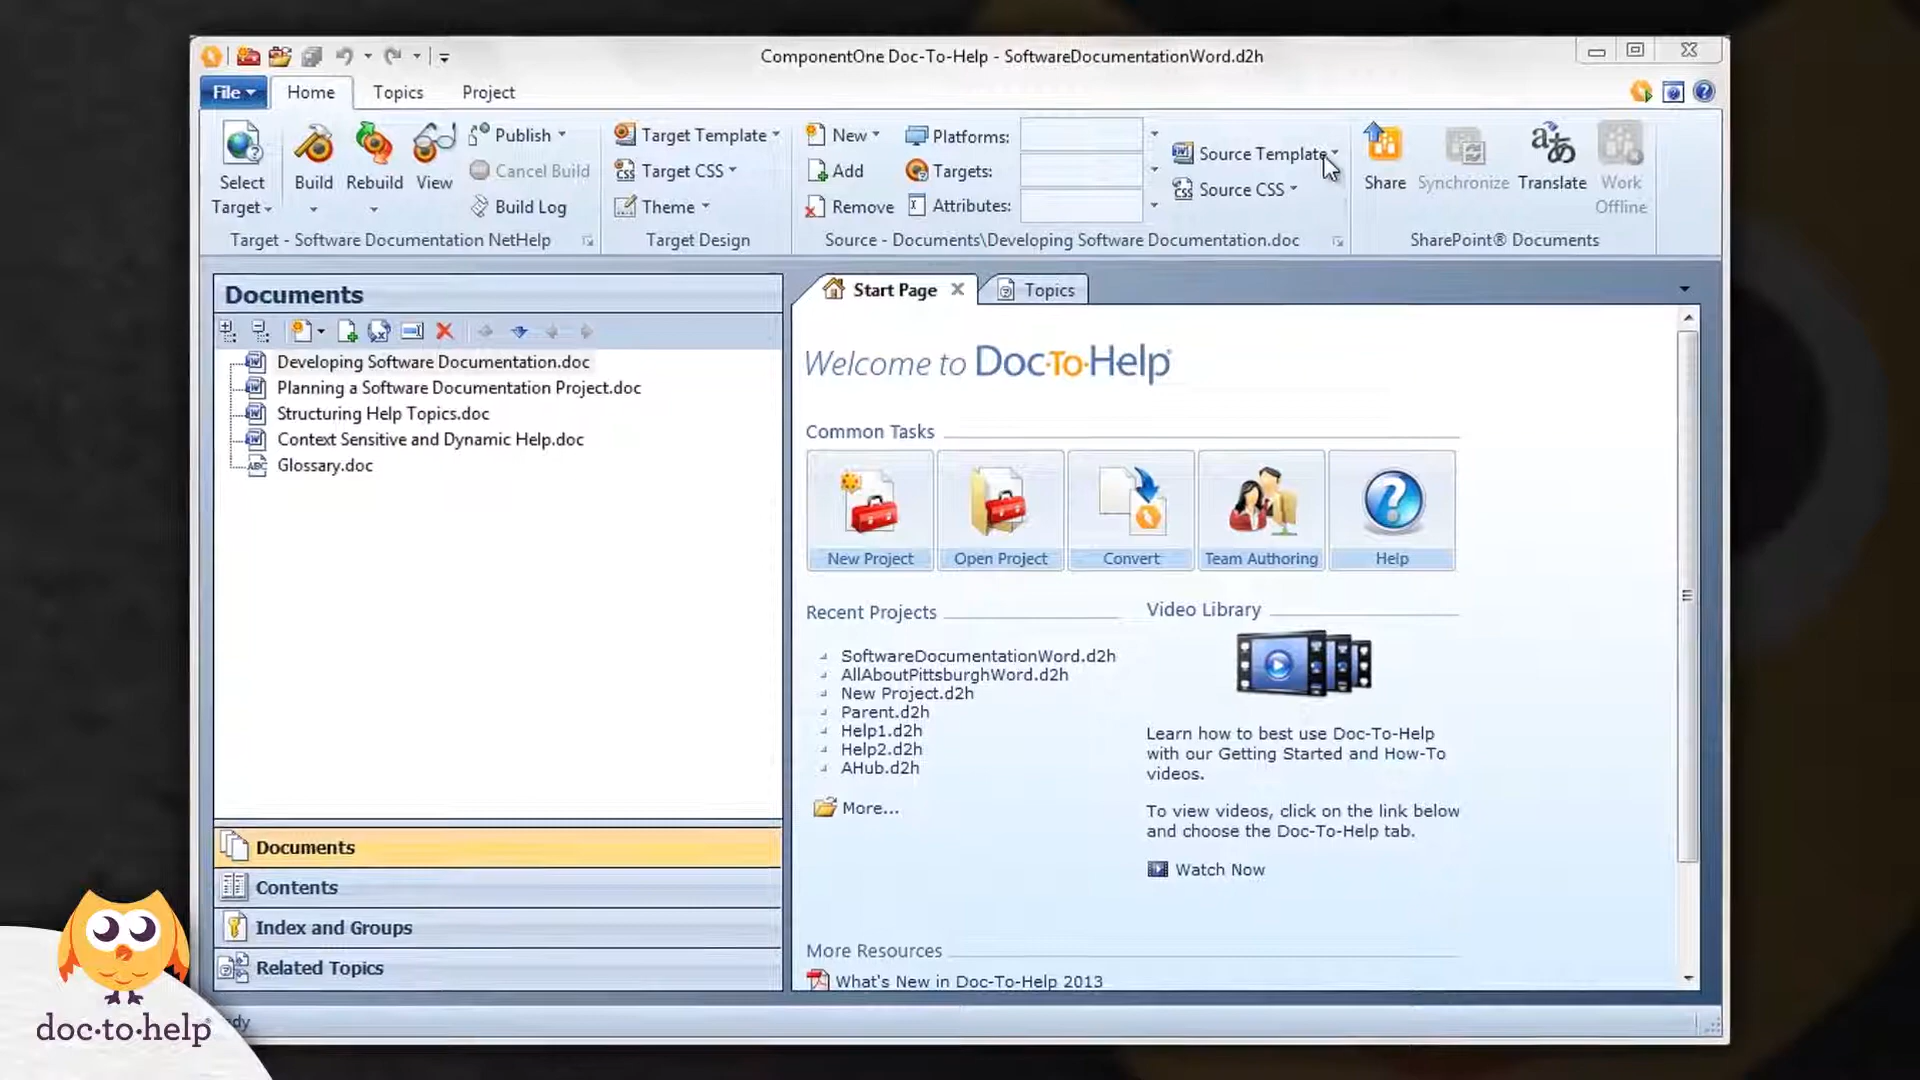 ComponentOne Doc-To-Help - SoftwareDocumentationWord.d2h
File Home Topics Project
Select Target
Build
Rebuild
View
Publish
Cancel Build
Build Log
Target - Software Documentation NetHelp
Target Template
Target CSS
Theme
Target Design
New
Add
Remove
Platforms:
Targets:
Attributes:
Source Template
Source CSS
Source - Documents\Developing Software Documentation.doc
Share
Synchronize
Translate
Work
Offline
SharePoint® Documents
Documents
Developing Software Documentation.doc
Planning a Software Documentation Project.doc
Structuring Help Topics.doc
Context Sensitive and Dynamic Help.doc
Glossary.doc
Documents
Contents
Index and Groups
Related Topics
Start Page
Topics
Welcome to Doc·To·Help®
Common Tasks
New Project
Open Project
Convert
Team Authoring
Help
Recent Projects
SoftwareDocumentationWord.d2h
AllAboutPittsburghWord.d2h
New Project.d2h
Parent.d2h
Help1.d2h
Help2.d2h
AHub.d2h
More...
Video Library
Learn how to best use Doc-To-Help
with our Getting Started and How-To
videos.
To view videos, click on the link below
and choose the Doc-To-Help tab.
Watch Now
More Resources
What's New in Doc-To-Help 2013
doc·to·help